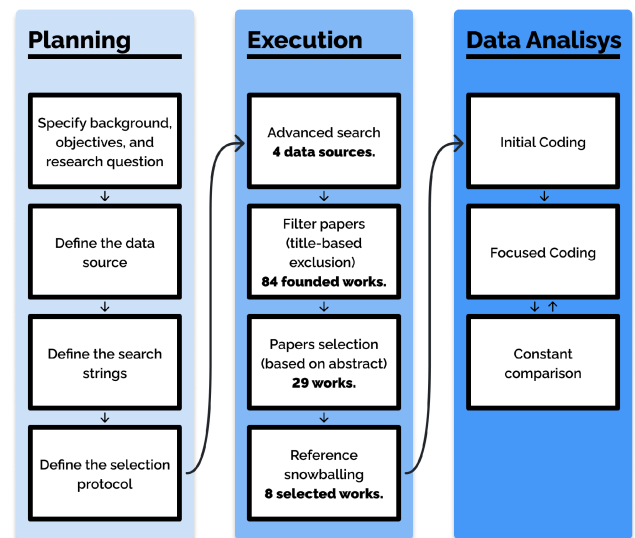 Planning
Specify background,
objectives, and
research question
Define the data
source
Define the search
strings
Define the selection
protocol
Execution
Advanced search
4 data sources.
Filter papers
(title-based
exclusion)
84 founded works.
Papers selection
(based on abstract)
29 works.
Reference
snowballing
8 selected works.
Data Analisys
Initial Coding
Focused Coding
Constant
comparison